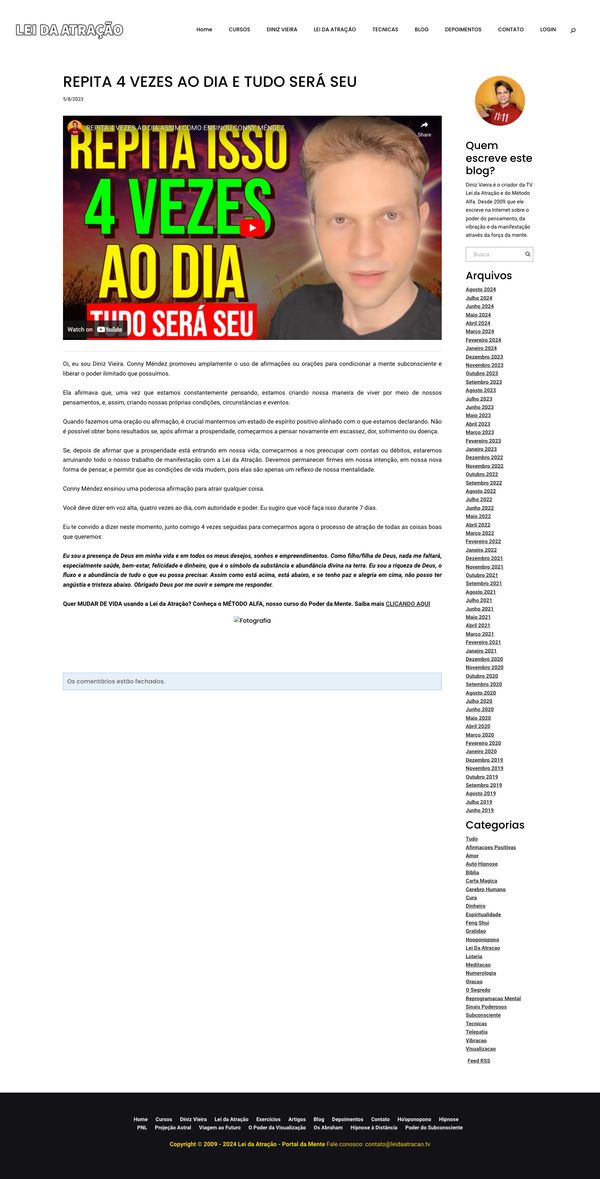 LEI DA ATRAÇÃO
Home CURSOS DINIZ VIEIRA LEI DA ATRAÇÃO TECNICAS BLOG DEPOIMENTOS CONTATO LOGIN
REPITA 4 VEZES AO DIA E TUDO SERÁ SEU
5/8/2023
REPITA 4 VEZES AO DIA ASSIM COMO ENSINOU CONNY MÉNDEZ
Share
REPITA ISSO
4 VEZES
AO DIA
TUDO SERÁ SEU
Watch on YouTube
Oi, eu sou Diniz Vieira. Conny Méndez promoveu amplamente o uso de afirmações ou orações para condicionar a mente subconsciente e
liberar o poder ilimitado que possuímos.
Ela afirmava que, uma vez que estamos constantemente pensando, estamos criando nossa maneira de viver por meio de nossos
pensamentos, e, assim, criando nossas próprias condições, circunstâncias e eventos.
Quando fazemos uma oração ou afirmação, é crucial mantermos um estado de espírito positivo alinhado com o que estamos declarando. Não
é possível obter bons resultados se, após afirmar a prosperidade, começarmos a pensar novamente em escassez, dor, sofrimento ou doença.
Se, depois de afirmar que a prosperidade está entrando em nossa vida, começarmos a nos preocupar com contas ou débitos, estaremos
arruinando todo o nosso trabalho de manifestação com a Lei da Atração. Devemos permanecer firmes em nossa intenção, em nossa nova
forma de pensar, e permitir que as condições de vida mudem, pois elas são apenas um reflexo de nossa mentalidade.
Conny Méndez ensinou uma poderosa afirmação para atrair qualquer coisa.
Você deve dizer em voz alta, quatro vezes ao dia, com autoridade e poder. Eu sugiro que você faça isso durante 7 dias.
Eu te convido a dizer neste momento, junto comigo 4 vezes seguidas para começarmos agora o processo de atração de todas as coisas boas
que queremos:
Eu sou a presença de Deus em minha vida e em todos os meus desejos, sonhos e empreendimentos. Como filho/filha de Deus, nada me faltará,
especialmente saúde, bem-estar, felicidade e dinheiro, que é o símbolo da substância e abundância divina na terra. Eu sou a riqueza de Deus, o
fluxo e a abundância de tudo o que eu possa precisar. Assim como está acima, está abaixo, e se tenho paz e alegria em cima, não posso ter
angústia e tristeza abaixo. Obrigado Deus por me ouvir e sempre me responder.
Quer MUDAR DE VIDA usando a Lei da Atração? Conheça o MÉTODO ALFA, nosso curso do Poder da Mente. Saiba mais CLICANDO AQUI
Fotografia
Os comentários estão fechados.
11:11
Quem
escreve este
blog?
Diniz Vieira é o criador da TV
Lei da Atração e do Método
Alfa. Desde 2009 que ele
escreve na Internet sobre o
poder do pensamento, da
vibração e da manifestação
através da força da mente.
Busca
Arquivos
Agosto 2024
Julho 2024
Junho 2024
Maio 2024
Abril 2024
Março 2024
Fevereiro 2024
Janeiro 2024
Dezembro 2023
Novembro 2023
Outubro 2023
Setembro 2023
Agosto 2023
Julho 2023
Junho 2023
Maio 2023
Abril 2023
Março 2023
Fevereiro 2023
Janeiro 2023
Dezembro 2022
Novembro 2022
Outubro 2022
Setembro 2022
Agosto 2022
Julho 2022
Junho 2022
Maio 2022
Abril 2022
Março 2022
Fevereiro 2022
Janeiro 2022
Dezembro 2021
Novembro 2021
Outubro 2021
Setembro 2021
Agosto 2021
Julho 2021
Junho 2021
Maio 2021
Abril 2021
Março 2021
Fevereiro 2021
Janeiro 2021
Dezembro 2020
Novembro 2020
Outubro 2020
Setembro 2020
Agosto 2020
Julho 2020
Junho 2020
Maio 2020
Abril 2020
Março 2020
Fevereiro 2020
Janeiro 2020
Dezembro 2019
Novembro 2019
Outubro 2019
Setembro 2019
Agosto 2019
Julho 2019
Junho 2019
Categorias
Tudo
Afirmacoes Positivas
Amor
Auto Hipnose
Bíblia
Carta Magica
Cerebro Humano
Cura
Dinheiro
Espiritualidade
Feng Shui
Gratidao
Hooponopono
Lei Da Atracao
Loteria
Meditacao
Numerologia
Oracao
O Segredo
Reprogramacao Mental
Sinais Poderosos
Subconsciente
Tecnicas
Telepatia
Vibracao
Visualizacao
Feed RSS
Home Cursos Diniz Vieira Lei da Atração Exercícios Artigos Blog Depoimentos Contato Ho'oponopono Hipnose
PNL Projeção Astral Viagem ao Futuro O Poder da Visualização Os Abraham Hipnose à Distância Poder do Subconsciente
Copyright © 2009 - 2024 Lei da Atração - Portal da Mente Fale conosco: contato@leidaatracao.tv